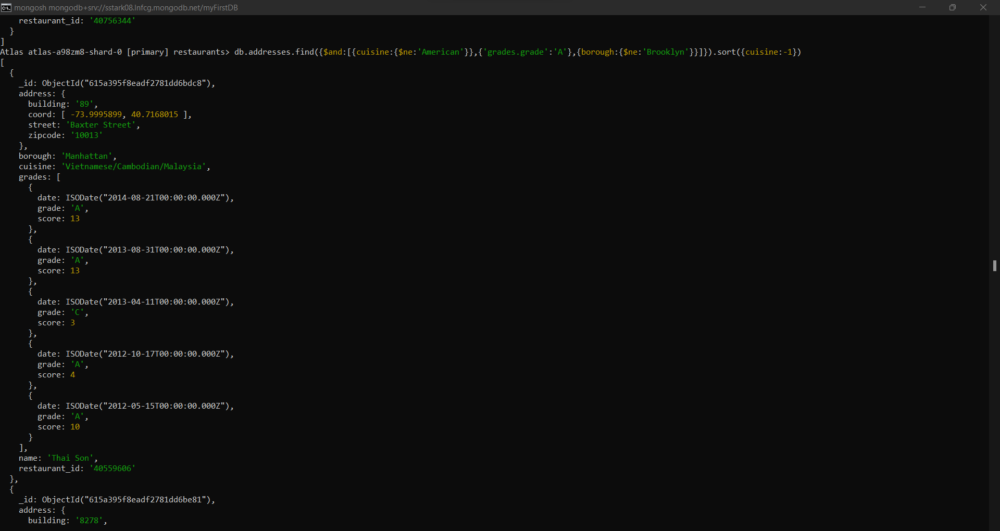 mongosh mongodb+srv://sstark08.lnfcg.mongodb.net/myFirstDB
    restaurant_id: '40756344'
  }
]
Atlas atlas-a98zm8-shard-0 [primary] restaurants> db.addresses.find({$and:[{cuisine:{$ne:'American'}},{'grades.grade':'A'},{borough:{$ne:'Brooklyn'}}]}).sort({cuisine:-1})
[
  {
    _id: ObjectId("615a395f8eadf2781dd6bdc8"),
    address: {
      building: '89',
      coord: [ -73.9995899, 40.7168015 ],
      street: 'Baxter Street',
      zipcode: '10013'
    },
    borough: 'Manhattan',
    cuisine: 'Vietnamese/Cambodian/Malaysia',
    grades: [
      {
        date: ISODate("2014-08-21T00:00:00.000Z"),
        grade: 'A',
        score: 13
      },
      {
        date: ISODate("2013-08-31T00:00:00.000Z"),
        grade: 'A',
        score: 13
      },
      {
        date: ISODate("2013-04-11T00:00:00.000Z"),
        grade: 'C',
        score: 3
      },
      {
        date: ISODate("2012-10-17T00:00:00.000Z"),
        grade: 'A',
        score: 4
      },
      {
        date: ISODate("2012-05-15T00:00:00.000Z"),
        grade: 'A',
        score: 10
      }
    ],
    name: 'Thai Son',
    restaurant_id: '40559606'
  },
  {
    _id: ObjectId("615a395f8eadf2781dd6be81"),
    address: {
      building: '8278',